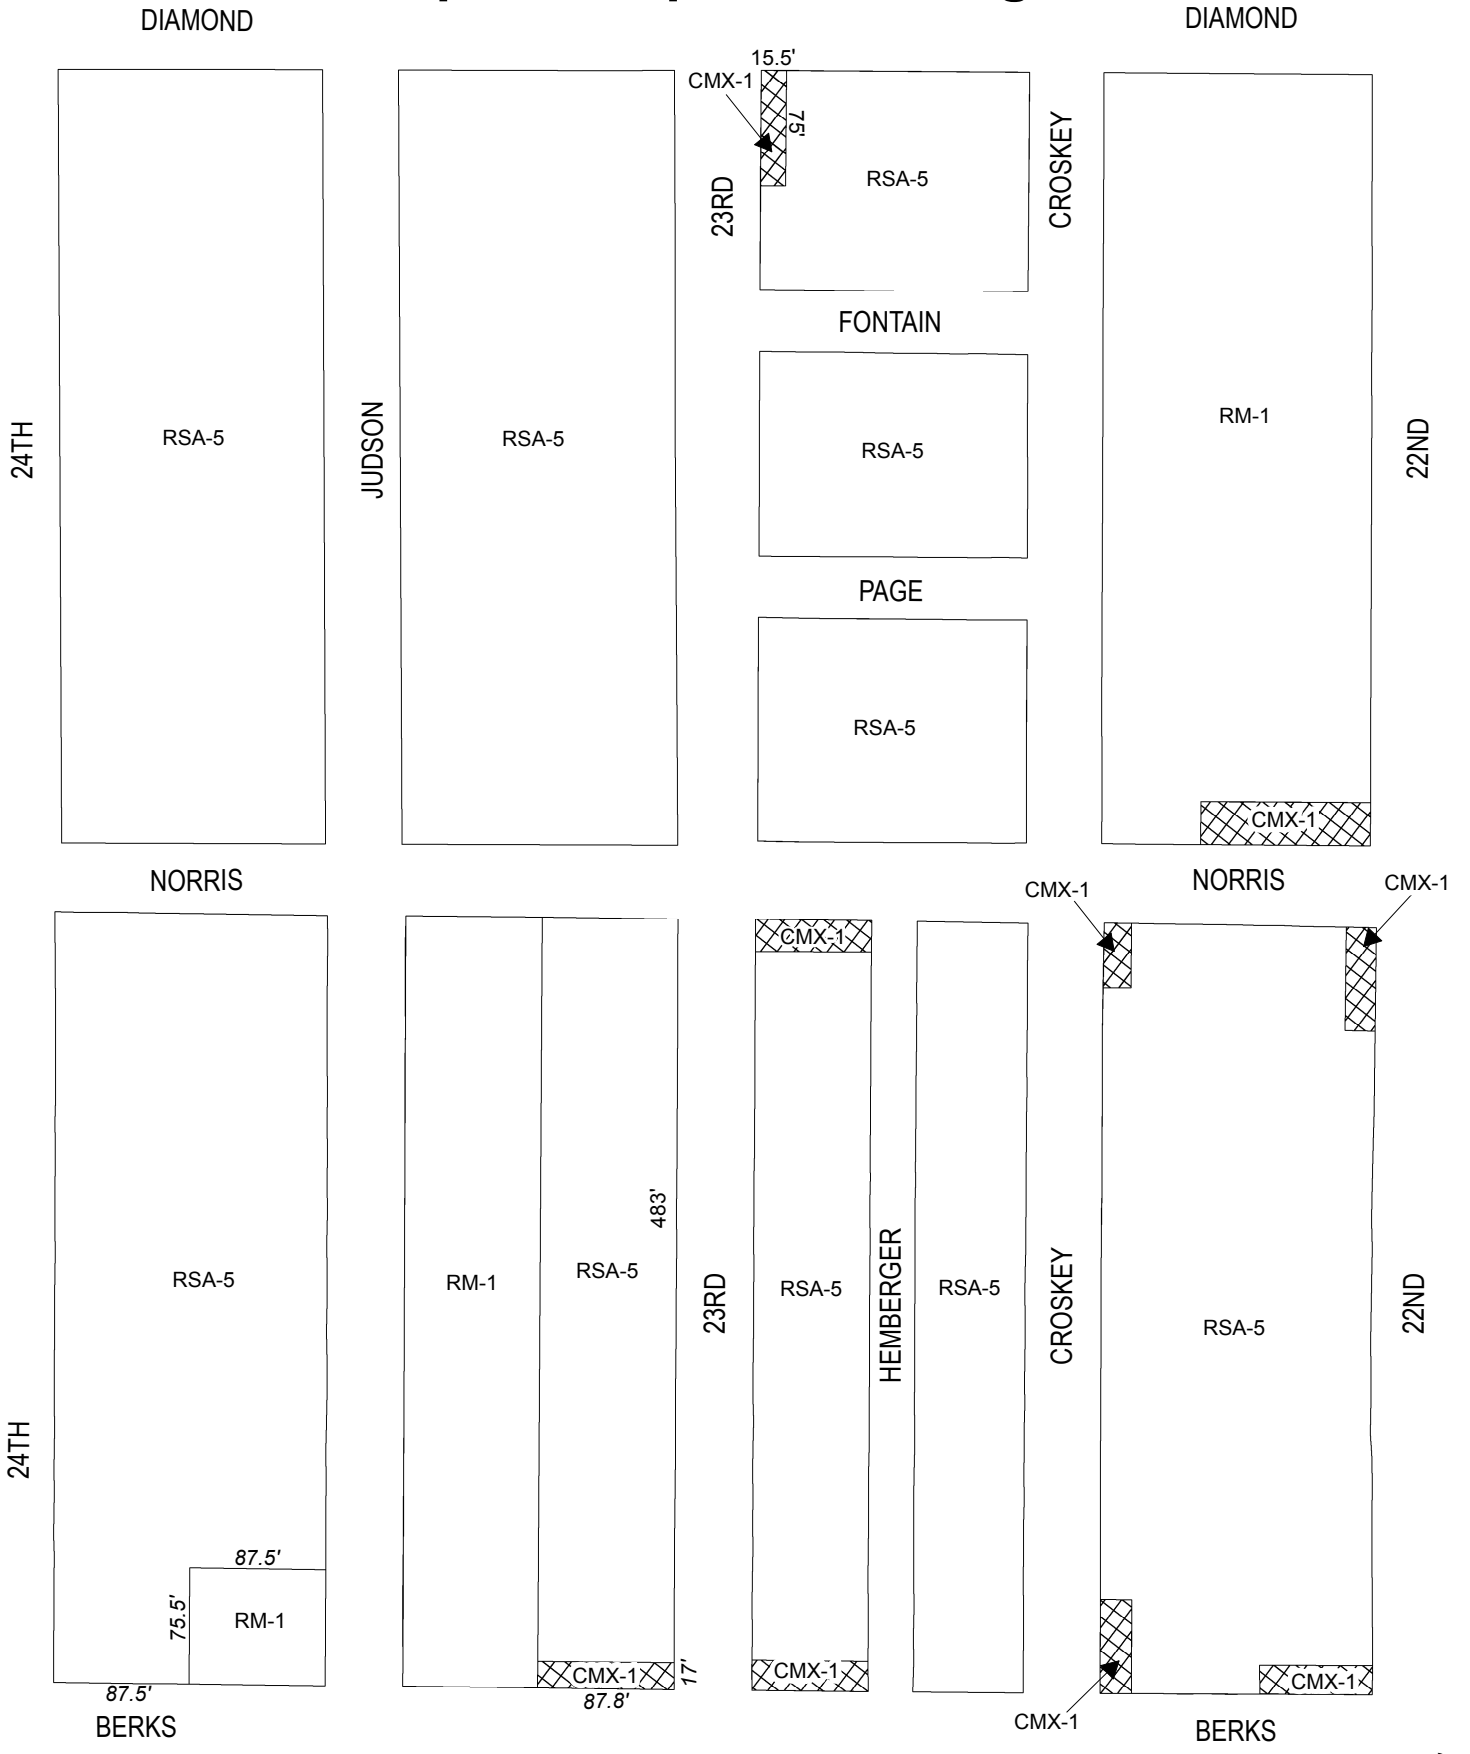 DIAMOND
DIAMOND
15.5'
CMX-1
75'
RSA-5
23RD
CROSKEY
FONTAIN
24TH
RSA-5
JUDSON
RSA-5
RSA-5
RM-1
22ND
PAGE
RSA-5
CMX-1
NORRIS
NORRIS
CMX-1
CMX-1
CMX-1
483'
RSA-5
RM-1
RSA-5
23RD
RSA-5
HEMBERGER
RSA-5
CROSKEY
RSA-5
22ND
24TH
87.5'
75.5'
RM-1
87.5'
CMX-1
17'
87.8'
CMX-1
CMX-1
CMX-1
BERKS
BERKS